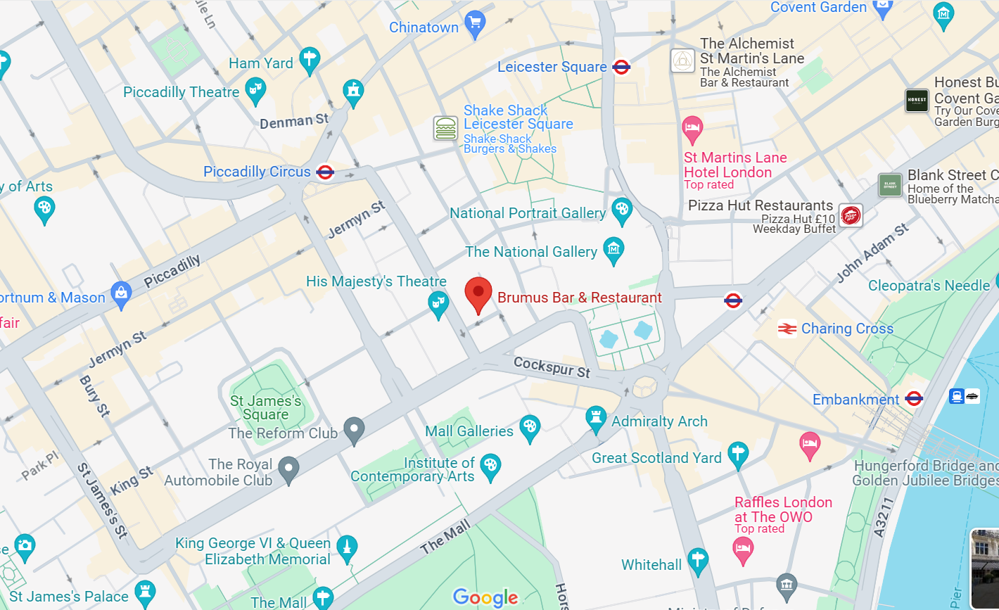 Covent Garden
Chinatown
The Alchemist
St Martin's Lane
The Alchemist
Bar & Restaurant
Ham Yard
Leicester Square
Piccadilly Theatre
Honest Bu
Covent Ga
Try Our Cove
Garden Burg
HONEST
Denman St
Shake Shack
Leicester Square
Shake Shack
Burgers & Shakes
St Martins Lane
Hotel London
Top rated
Piccadilly Circus
Blank Street C
Home of the
Blueberry Matcha
BLANK
STREET
y of Arts
Jermyn St
National Portrait Gallery
Pizza Hut Restaurants
Pizza Hut £10
Weekday Buffet
The National Gallery
John Adam St
Piccadilly
His Majesty's Theatre
Brumus Bar & Restaurant
Cleopatra's Needle
ortnum & Mason
fair
Charing Cross
Jermyn St
Cockspur St
Bury St
St James's
Square
Embankment
The Reform Club
Mall Galleries
Admiralty Arch
Great Scotland Yard
Park Pl
King St
The Royal
Automobile Club
Institute of
Contemporary Arts
Hungerford Bridge and
Golden Jubilee Bridges
St James's St
Raffles London
at The OWO
Top rated
A3211
The Mall
King George VI & Queen
Elizabeth Memorial
Whitehall
se
St James's Palace
The Mall
Google
Hors
Pier